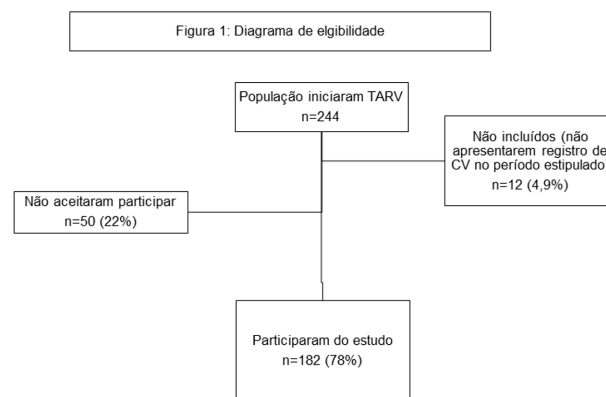 Figura 1: Diagrama de elgibilidade
População iniciaram TARV
n=244
Não incluídos (não
apresentarem registro de
CV no período estipulado
n=12 (4,9%)
Não aceitaram participar
n=50 (22%)
Participaram do estudo
n=182 (78%)